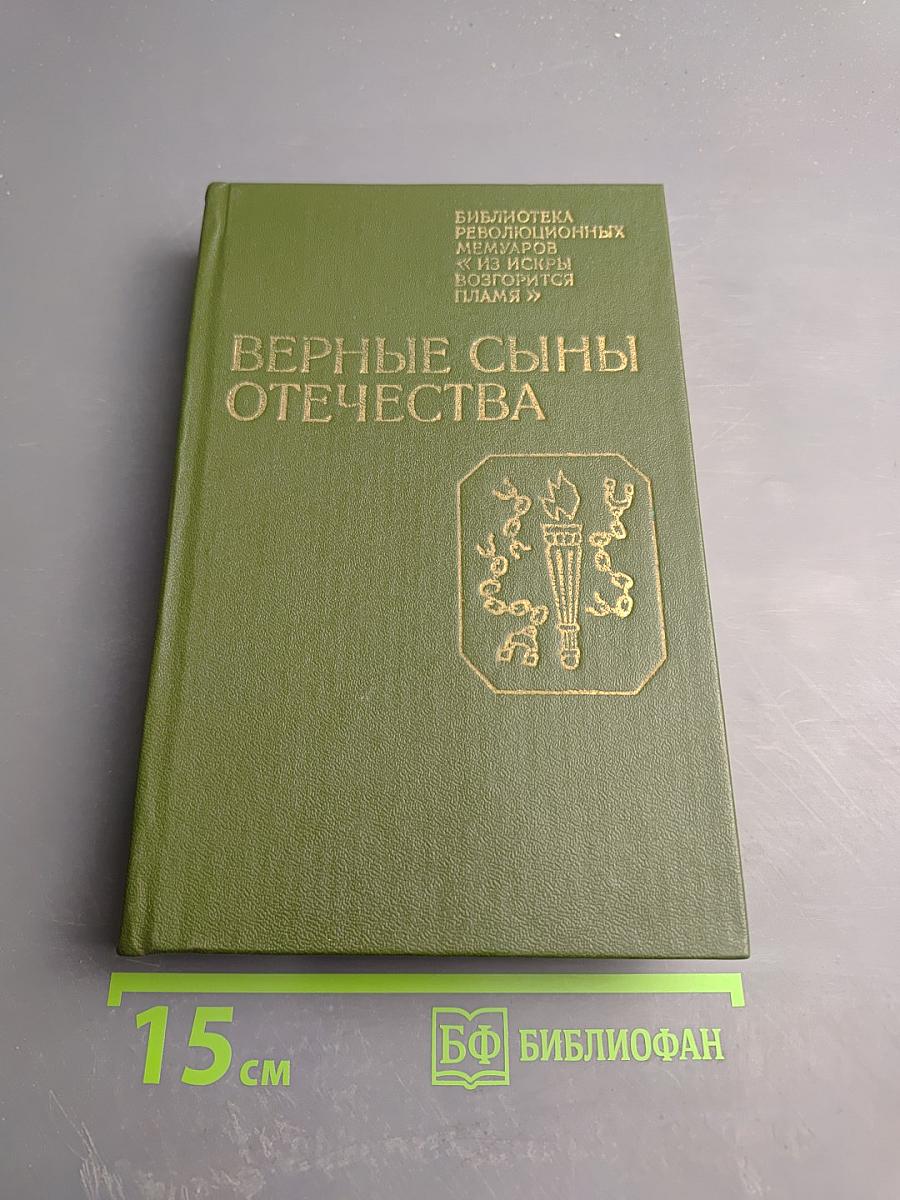 БИБЛИОТЕКА
РЕВОЛЮЦИОННЫХ
МЕМУАРОВ
«ИЗ ИСКРЫ
ВОЗГОРИТСЯ
ПЛАМЯ»
ВЕРНЫЕ СЫНЫ
ОТЕЧЕСТВА
15 см
БФ БИБЛИОФАН